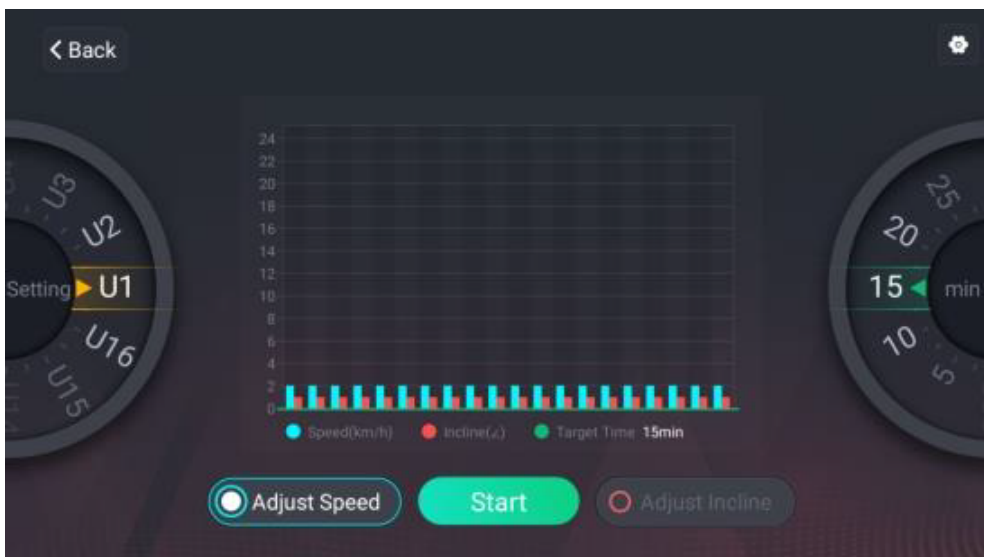 Back
24
22
20
18
16
14
12
10
8
6
4
2
0
Speed(km/h) Incline(∠) Target Time 15min
U3
U2
Setting U1
U16
U15
25
20
15 min
10
5
Adjust Speed Start Adjust Incline